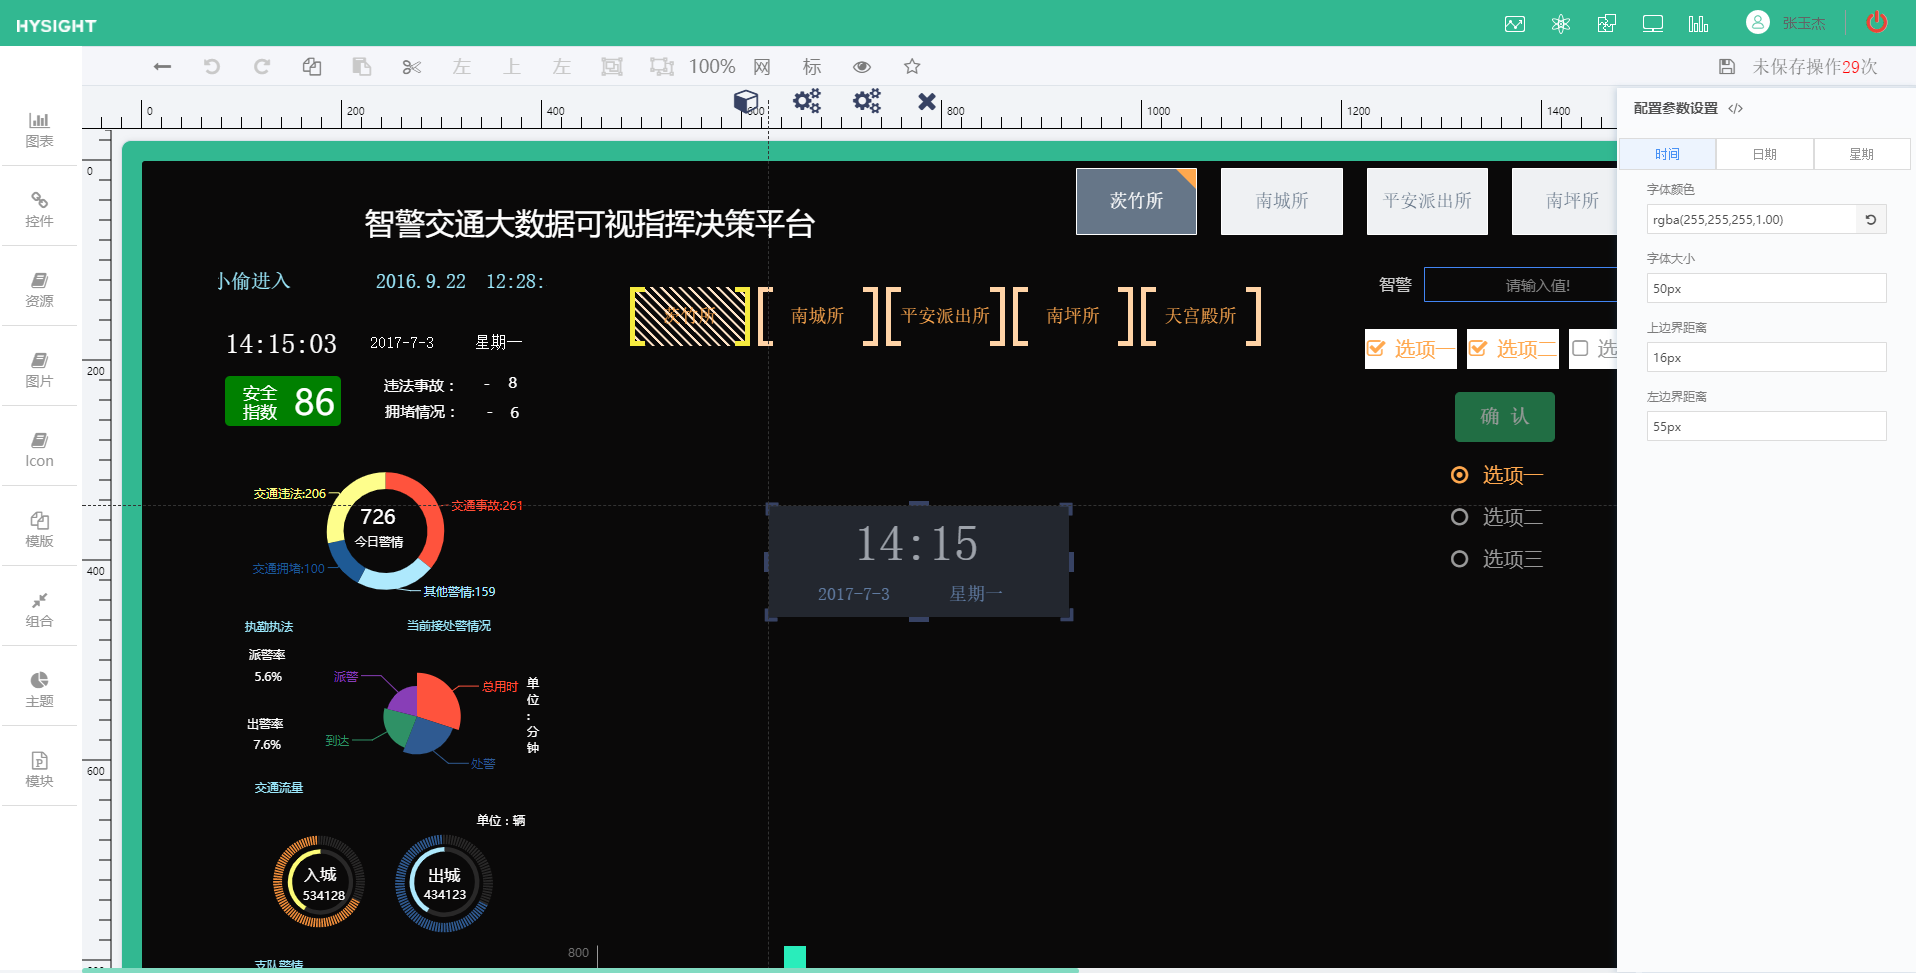 HYSIGHT
张玉杰
100%
左
上
左
网
标
未保存操作29次
0
200
400
600
800
1000
1200
1400
图表
控件
资源
图片
Icon
模版
组合
主题
模块
0
200
400
600
智警交通大数据可视指挥决策平台
茨竹所
南城所
平安派出所
南坪所
小偷进入
2016.9.22 12:28:
茨竹所
南城所
平安派出所
南坪所
天宫殿所
智警
请输入值!
14:15:03
2017-7-3
星期一
选项一
选项二
选
安全
指数
86
违法事故： - 8
拥堵情况： - 6
确 认
交通违法:206
交通事故:261
726
今日警情
交通拥堵:100
其他警情:159
选项一
选项二
选项三
14:15
2017-7-3
星期一
执勤执法
当前接处警情况
派警率
5.6%
出警率
7.6%
派警
总用时
到达
处警
单位：分钟
交通流量
单位：辆
入城
534128
出城
434123
支队警情
800
配置参数设置 </>
时间
日期
星期
字体颜色
rgba(255,255,255,1.00)
字体大小
50px
上边界距离
16px
左边界距离
55px